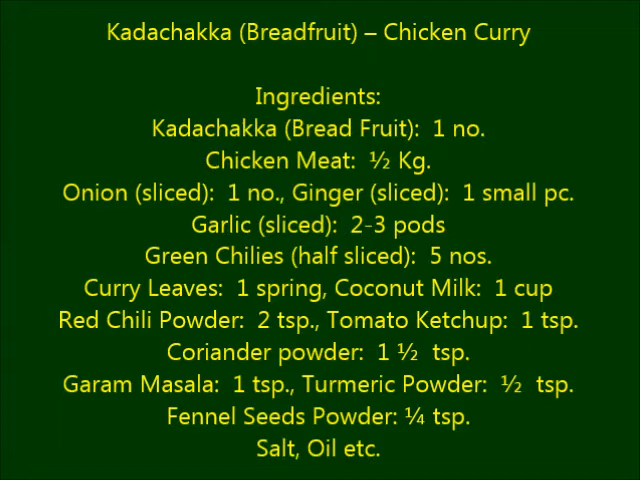 Kadachakka (Breadfruit) – Chicken Curry
Ingredients:
Kadachakka (Bread Fruit):  1 no.
Chicken Meat:  ½ Kg.
Onion (sliced):  1 no., Ginger (sliced):  1 small pc.
Garlic (sliced):  2-3 pods
Green Chilies (half sliced):  5 nos.
Curry Leaves:  1 spring, Coconut Milk:  1 cup
Red Chili Powder:  2 tsp., Tomato Ketchup:  1 tsp.
Coriander powder:  1 ½  tsp.
Garam Masala:  1 tsp., Turmeric Powder:  ½  tsp.
Fennel Seeds Powder: ¼ tsp.
Salt, Oil etc.